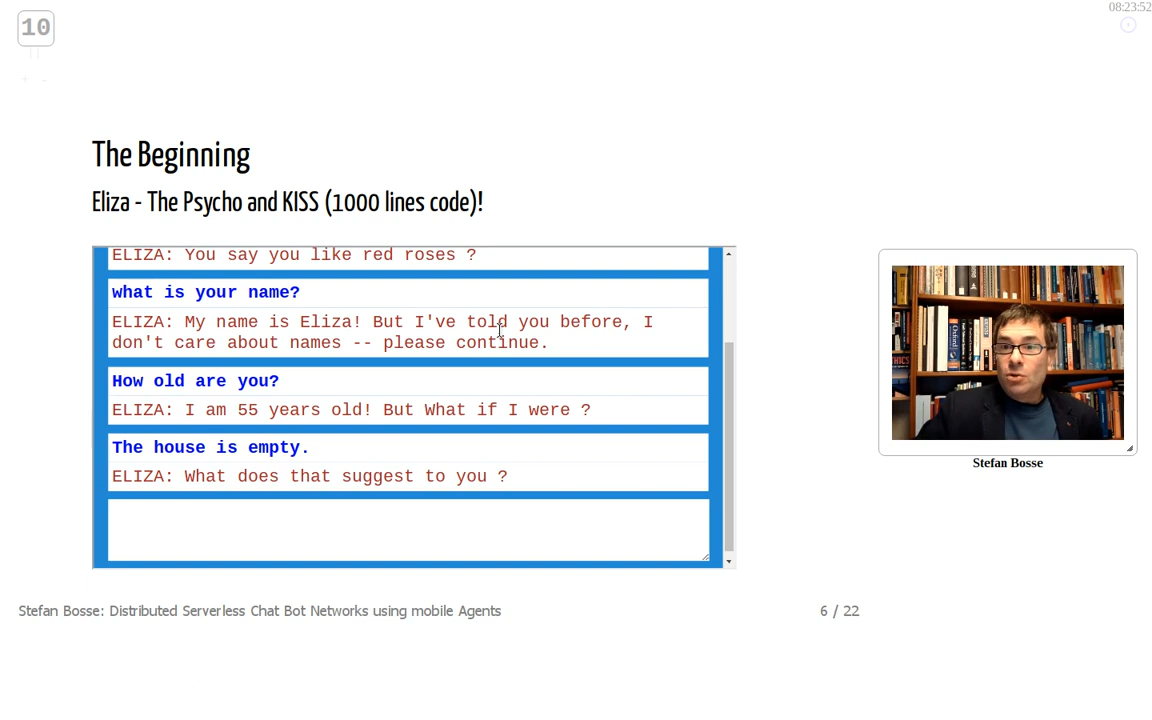 10
08:23:52
+ -
The Beginning
Eliza - The Psycho and KISS (1000 lines code)!
ELIZA: You say you like red roses ?
what is your name?
ELIZA: My name is Eliza! But I've told you before, I
don't care about names -- please continue.
How old are you?
ELIZA: I am 55 years old! But What if I were ?
The house is empty.
ELIZA: What does that suggest to you ?
Oxford
Stefan Bosse
Stefan Bosse: Distributed Serverless Chat Bot Networks using mobile Agents
6 / 22